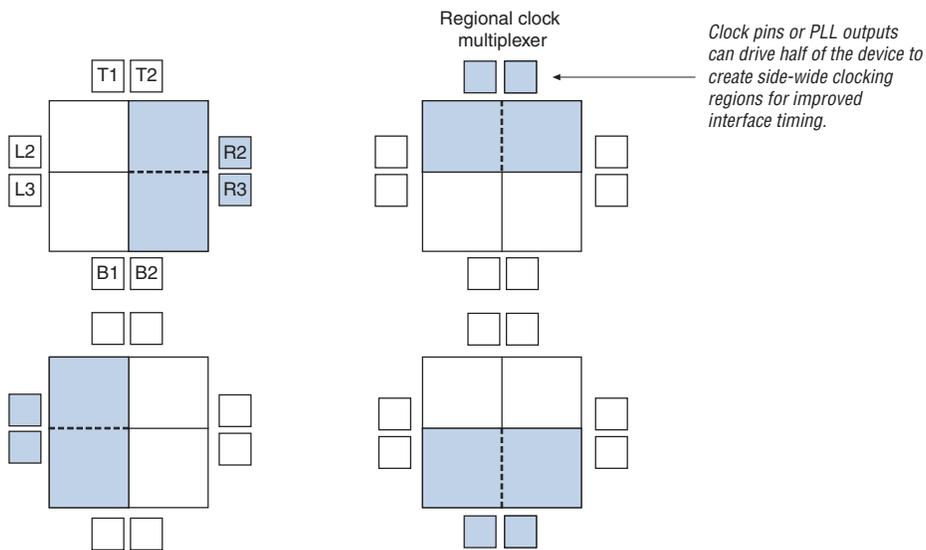 Regional clock
multiplexer
Clock pins or PLL outputs
can drive half of the device to
create side-wide clocking
regions for improved
interface timing.
T1 T2
L2
L3
R2
R3
B1 B2